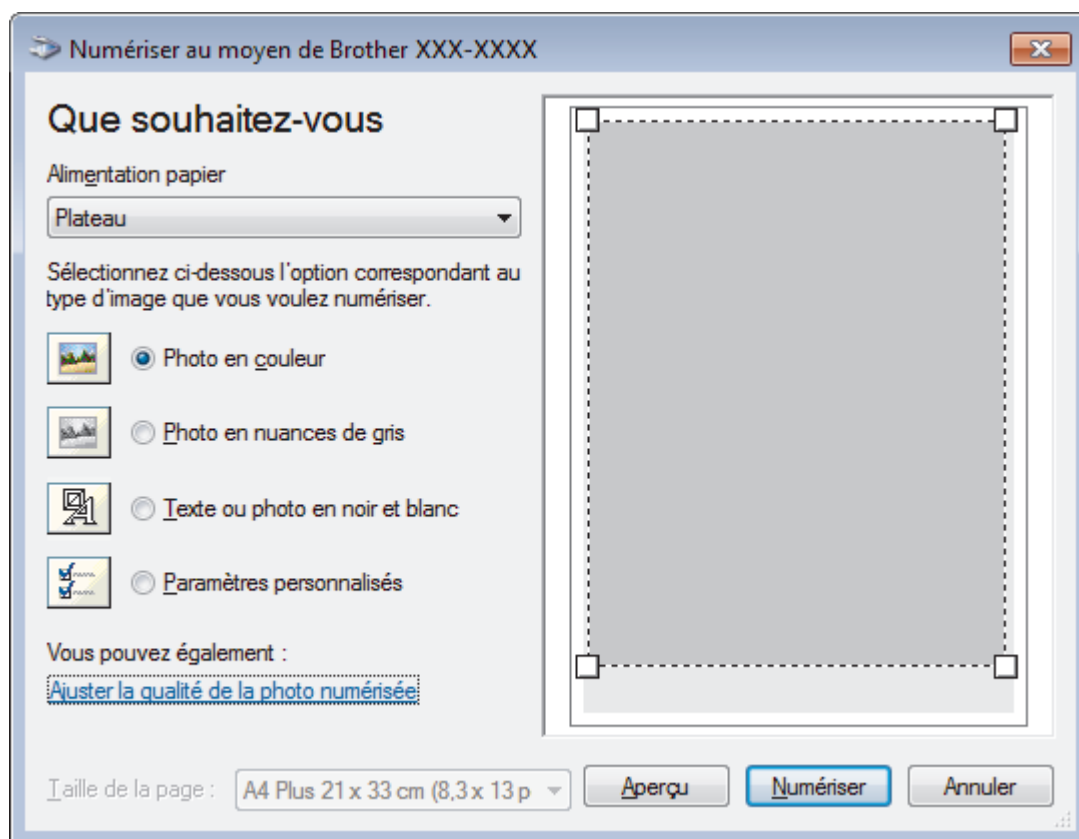 Numériser au moyen de Brother XXX-XXXX
Que souhaitez-vous
Alimentation papier
Plateau
Sélectionnez ci-dessous l'option correspondant au
type d'image que vous voulez numériser.
Photo en couleur
Photo en nuances de gris
Texte ou photo en noir et blanc
Paramètres personnalisés
Vous pouvez également :
Ajuster la qualité de la photo numérisée
Taille de la page : A4 Plus 21 x 33 cm (8,3 x 13 p
Aperçu Numériser Annuler